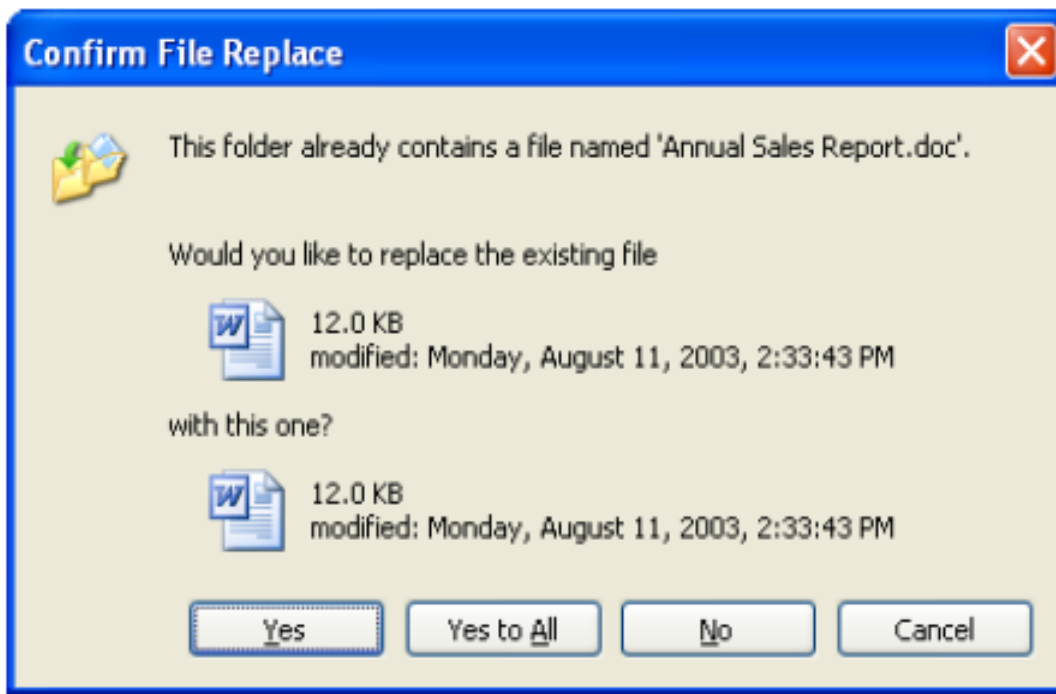 Confirm File Replace
This folder already contains a file named 'Annual Sales Report.doc'.
Would you like to replace the existing file
12.0 KB
modified: Monday, August 11, 2003, 2:33:43 PM
with this one?
12.0 KB
modified: Monday, August 11, 2003, 2:33:43 PM
Yes Yes to All No Cancel